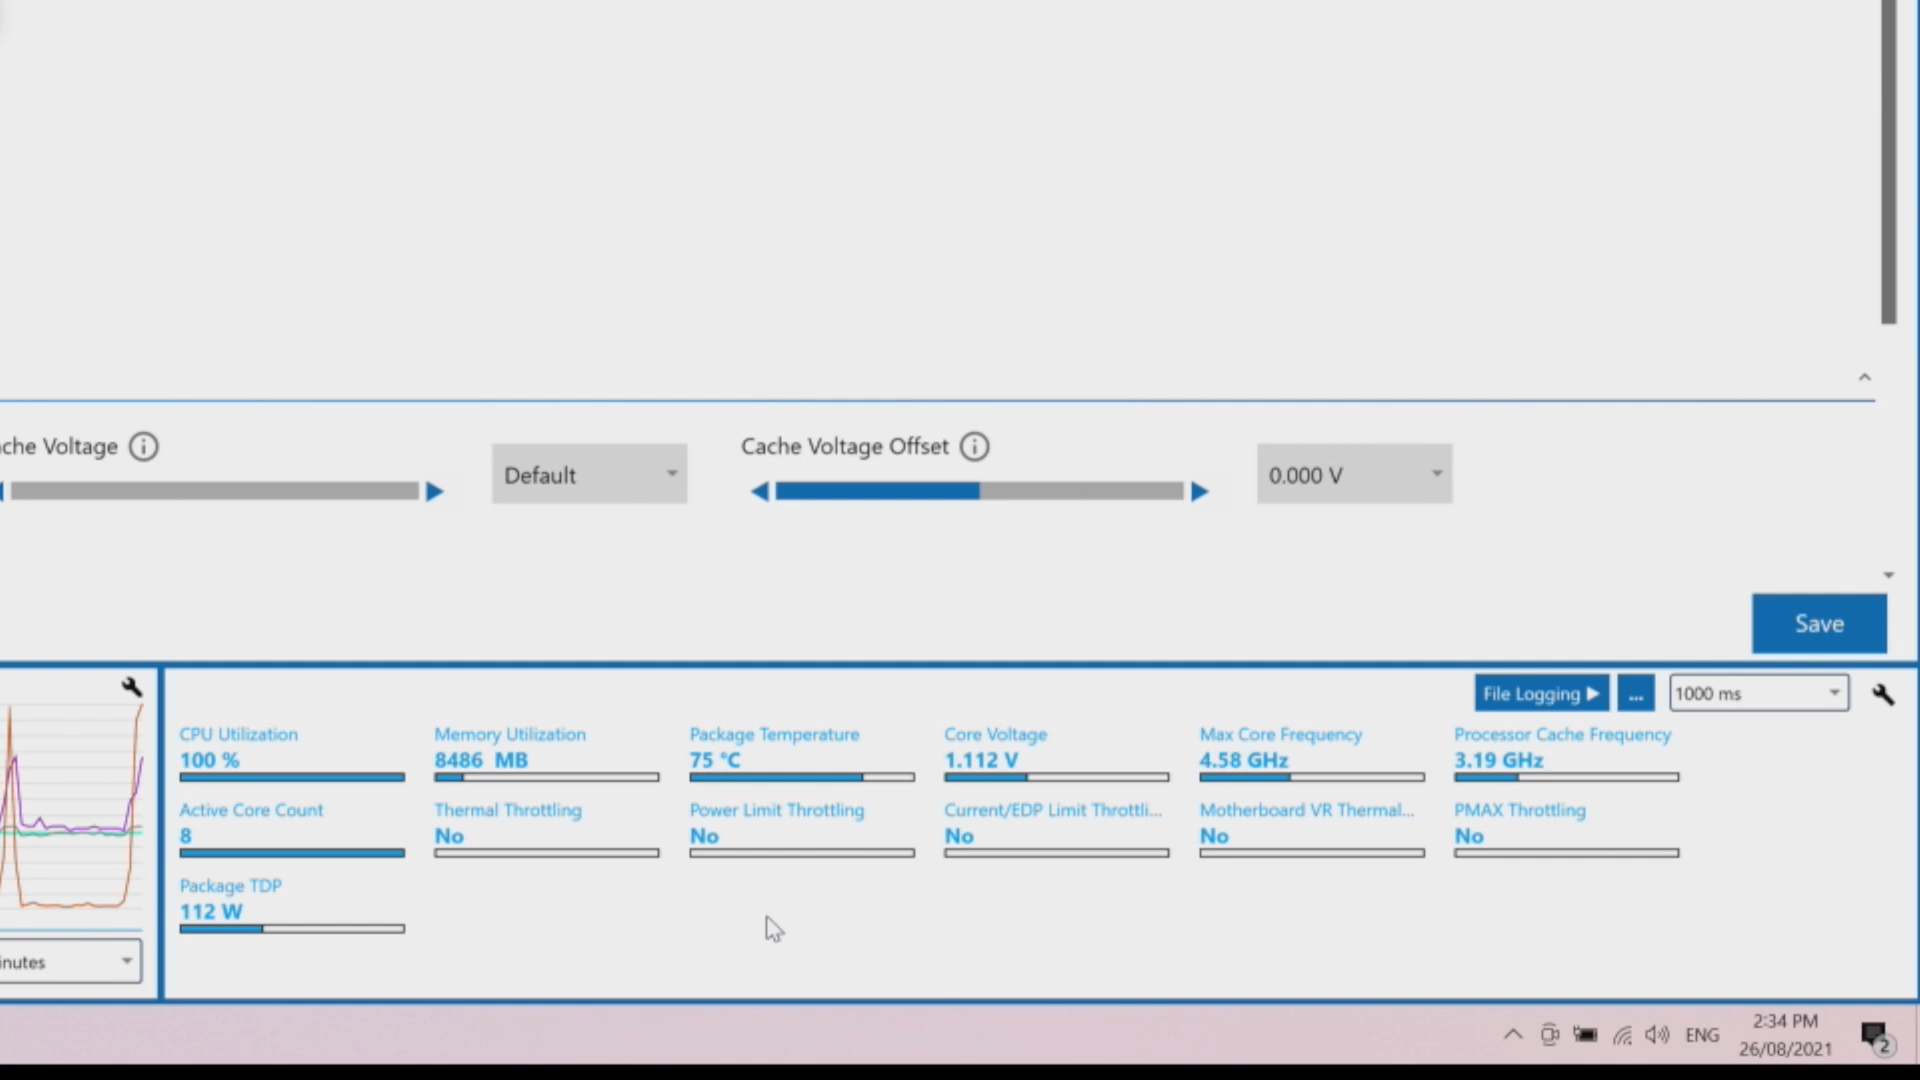 che Voltage
Default
Cache Voltage Offset
0.000 V
Save
File Logging
...
1000 ms
CPU Utilization
100 %
Memory Utilization
8486 MB
Package Temperature
75 °C
Core Voltage
1.112 V
Max Core Frequency
4.58 GHz
Processor Cache Frequency
3.19 GHz
Active Core Count
8
Thermal Throttling
No
Power Limit Throttling
No
Current/EDP Limit Throttli...
No
Motherboard VR Thermal...
No
PMAX Throttling
No
Package TDP
112 W
inutes
ENG
2:34 PM
26/08/2021
2